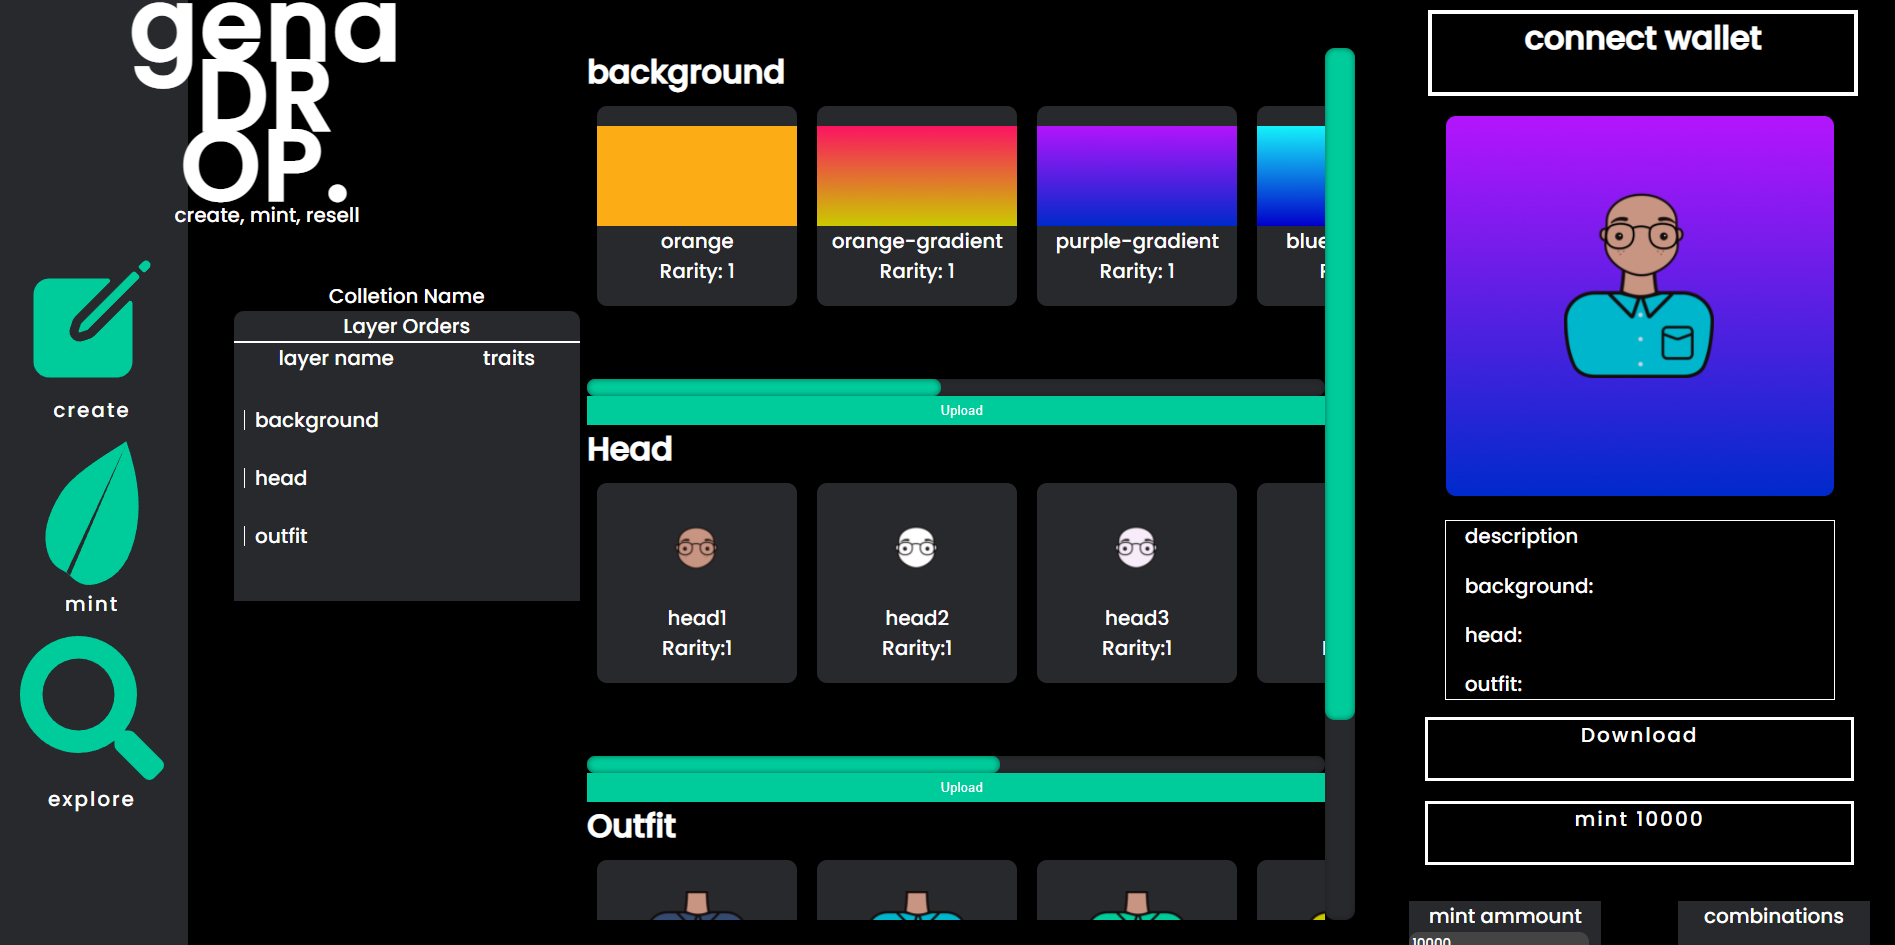 gena
DR
OP.
create, mint, resell
create
mint
explore
Colletion Name
Layer Orders
layer name traits
background
head
outfit
background
orange
Rarity: 1
orange-gradient
Rarity: 1
purple-gradient
Rarity: 1
blue
Upload
Head
head1
Rarity:1
head2
Rarity:1
head3
Rarity:1
Upload
Outfit
connect wallet
description
background:
head:
outfit:
Download
mint 10000
mint ammount
10000
combinations